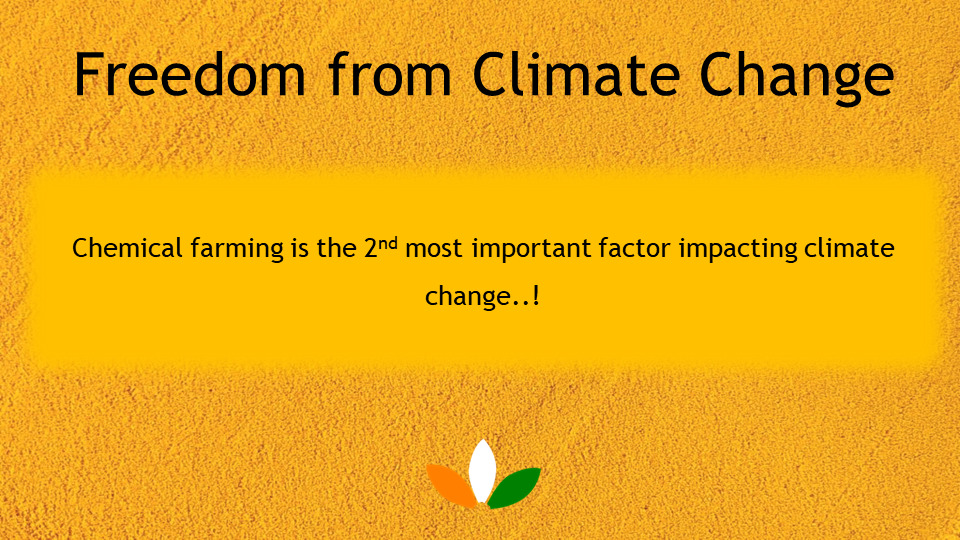 Freedom from Climate Change
Chemical farming is the 2nd most important factor impacting climate
change..!